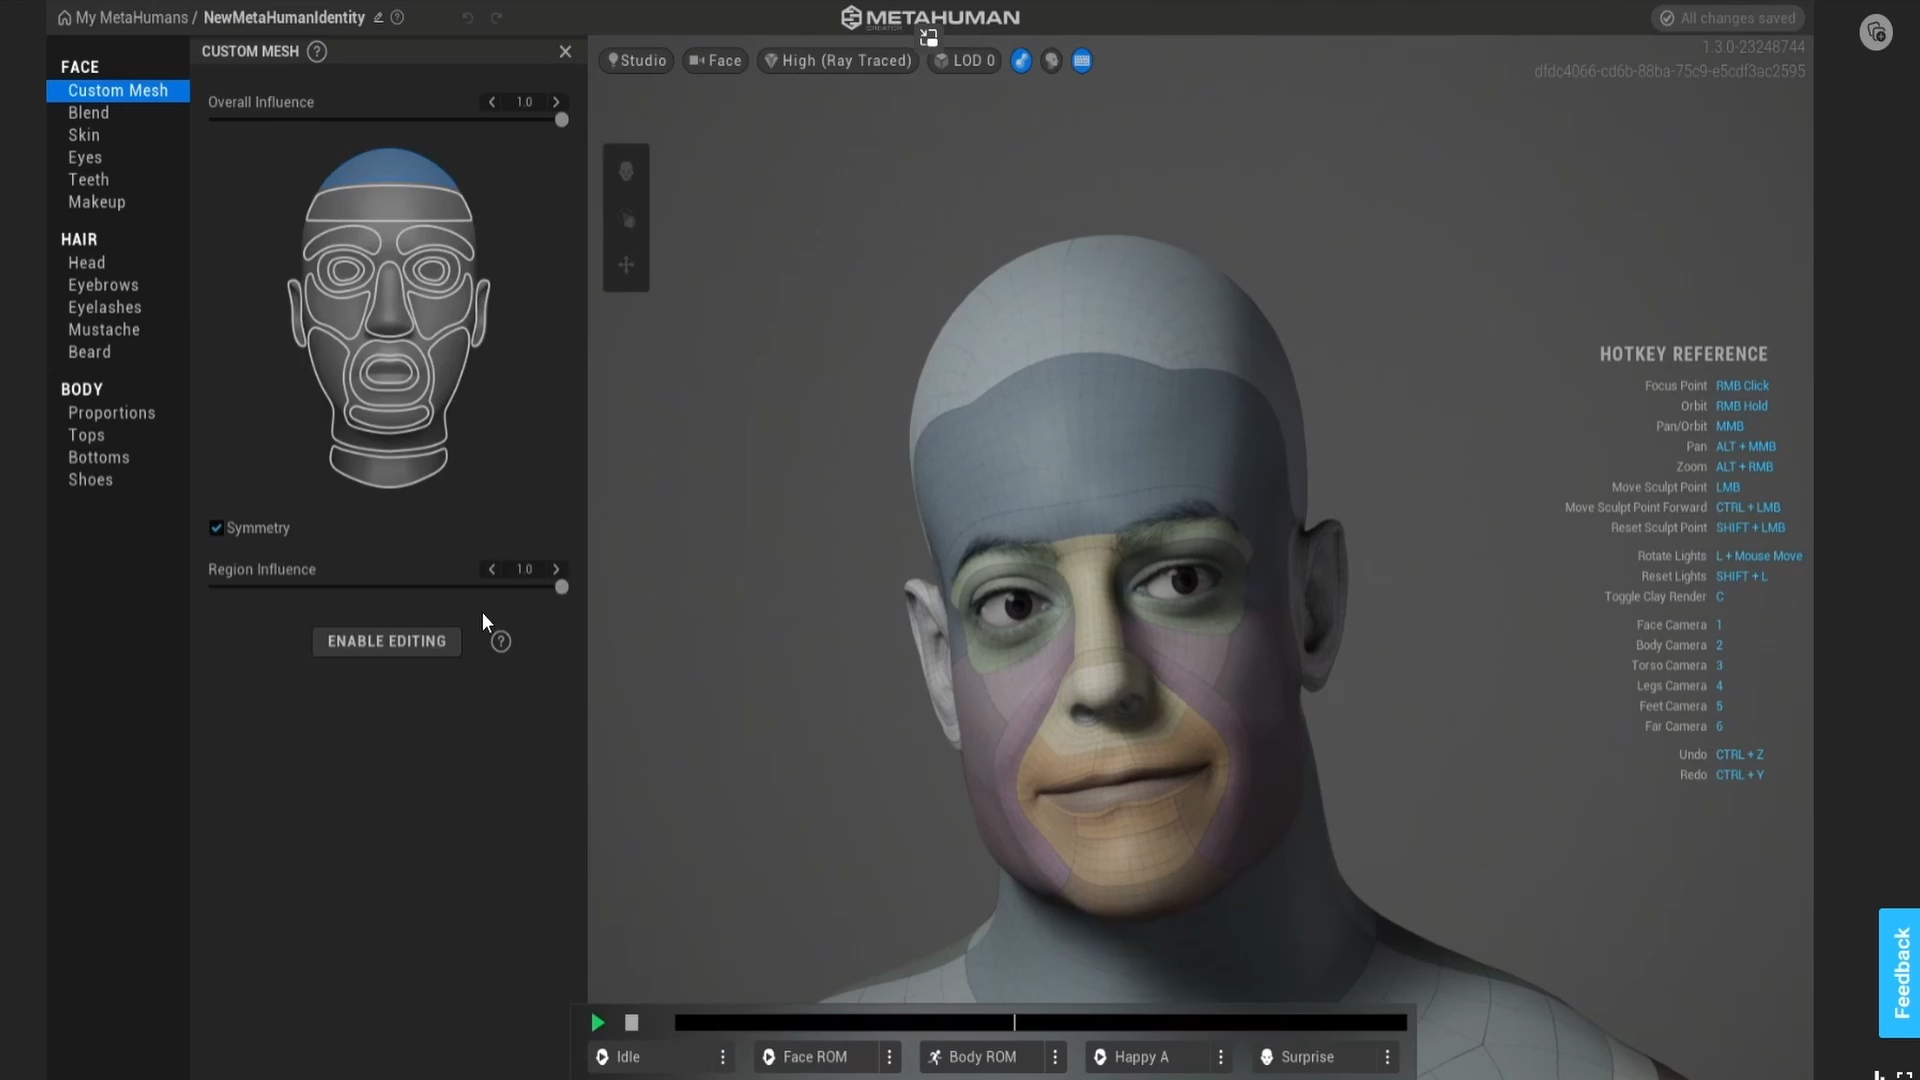 My MetaHumans / NewMetaHumanIdentity
METAHUMAN
CREATOR
All changes saved
1.3.0-23248744
dfdc4066-cd6b-88ba-75c9-e5cdf3ac2595
FACE
Custom Mesh
Blend
Skin
Eyes
Teeth
Makeup
HAIR
Head
Eyebrows
Eyelashes
Mustache
Beard
BODY
Proportions
Tops
Bottoms
Shoes
CUSTOM MESH ?
Overall Influence 1.0
Symmetry
Region Influence 1.0
ENABLE EDITING ?
Studio Face High (Ray Traced) LOD 0
HOTKEY REFERENCE
Focus Point RMB Click
Orbit RMB Hold
Pan/Orbit MMB
Pan ALT + MMB
Zoom ALT + RMB
Move Sculpt Point LMB
Move Sculpt Point Forward CTRL + LMB
Reset Sculpt Point SHIFT + LMB
Rotate Lights L + Mouse Move
Reset Lights SHIFT + L
Toggle Clay Render C
Face Camera 1
Body Camera 2
Torso Camera 3
Legs Camera 4
Feet Camera 5
Far Camera 6
Undo CTRL + Z
Redo CTRL + Y
Feedback
Idle Face ROM Body ROM Happy A Surprise